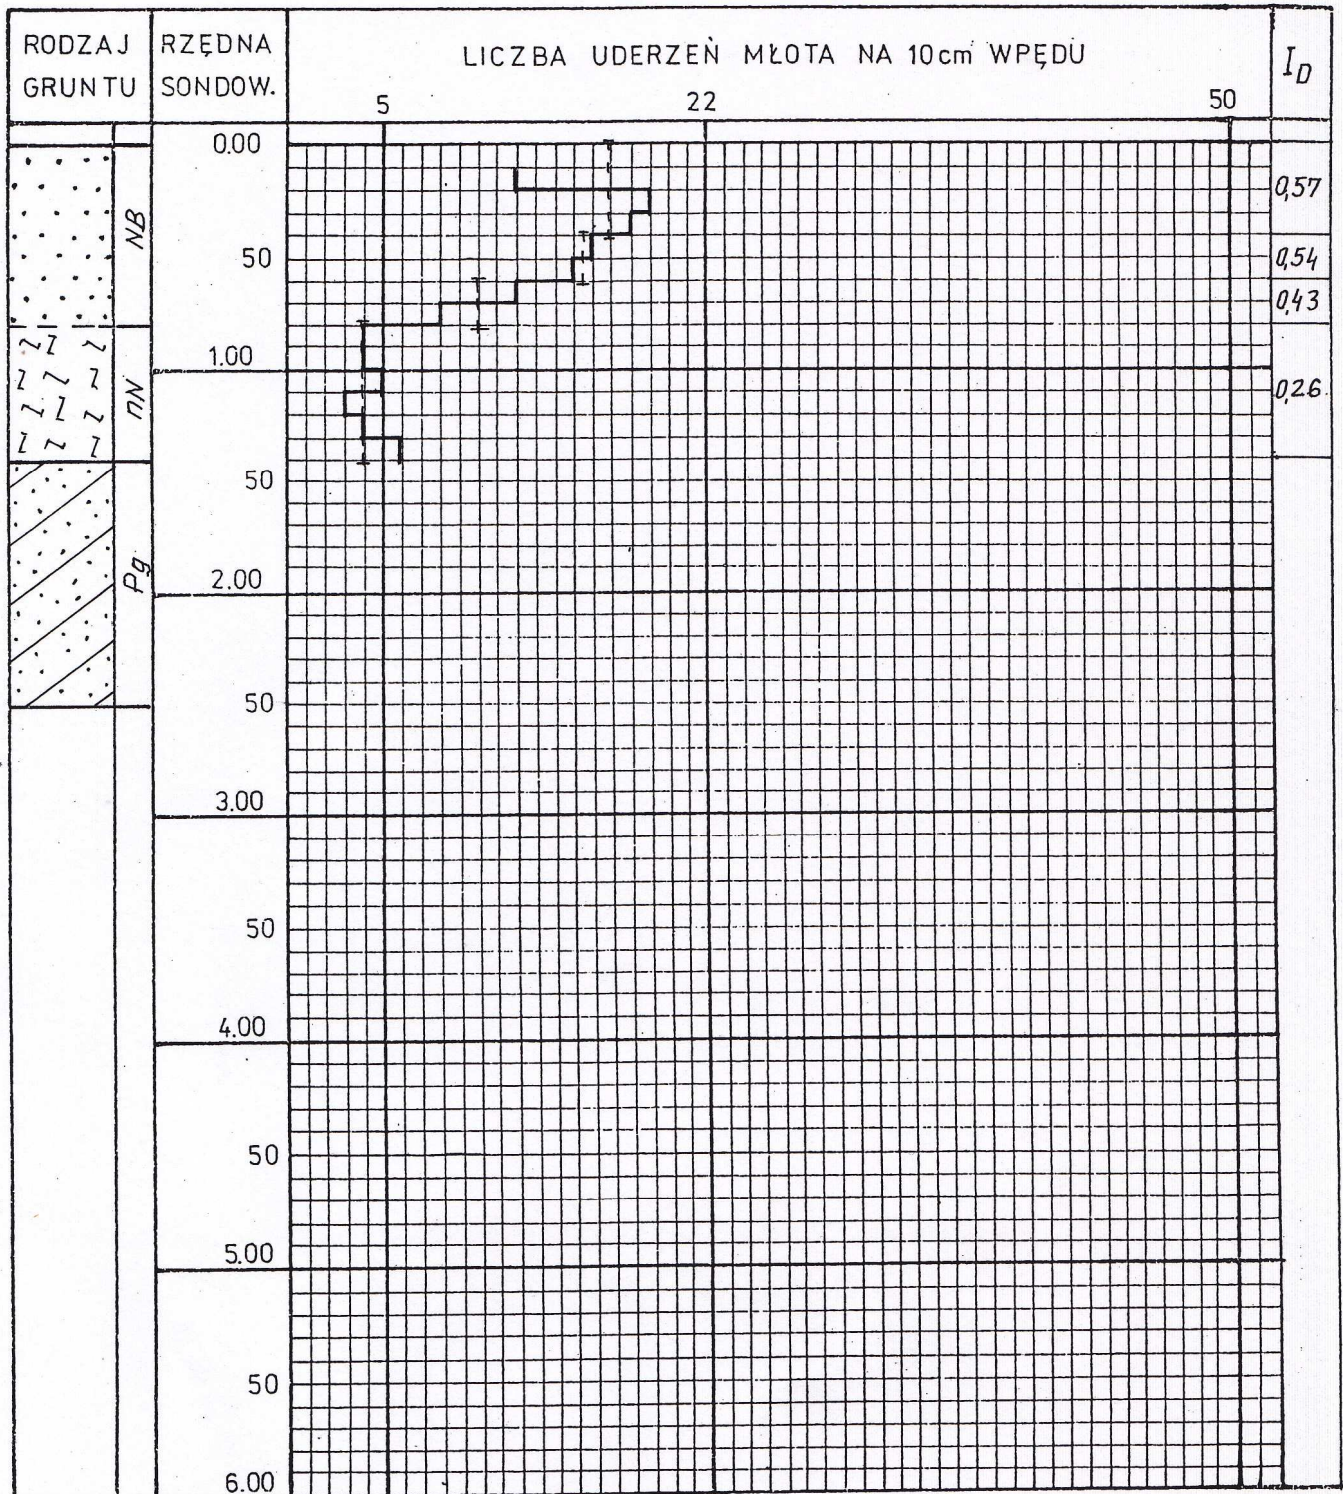 RODZAJ GRUNTU
RZĘDNA SONDOW.
LICZBA UDERZEŃ MŁOTA NA 10cm WPĘDU
I_D
5 22 50
0.00
0,57
NB
50
0,54
0,43
1.00
nN
0,26
50
Pg
2.00
50
3.00
50
4.00
50
5.00
50
6.00